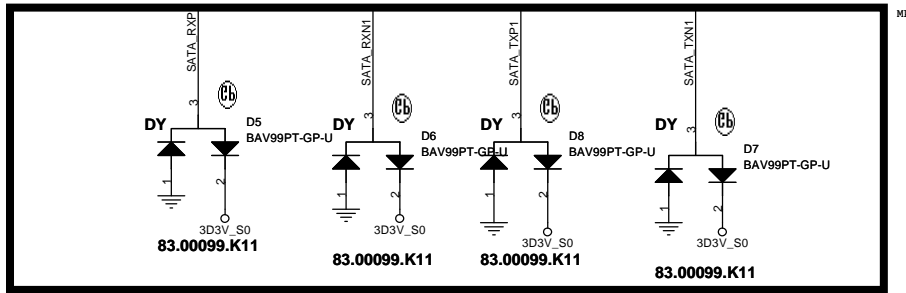 SATA_RXP
3
DY
D5
BAV99PT-GP-U
1
2
3D3V_S0
83.00099.K11
SATA_RXN1
3
DY
D6
BAV99PT-GP-U
1
2
3D3V_S0
83.00099.K11
SATA_TXP1
3
DY
D8
BAV99PT-GP-U
1
2
3D3V_S0
83.00099.K11
SATA_TXN1
3
DY
D7
BAV99PT-GP-U
1
2
3D3V_S0
83.00099.K11